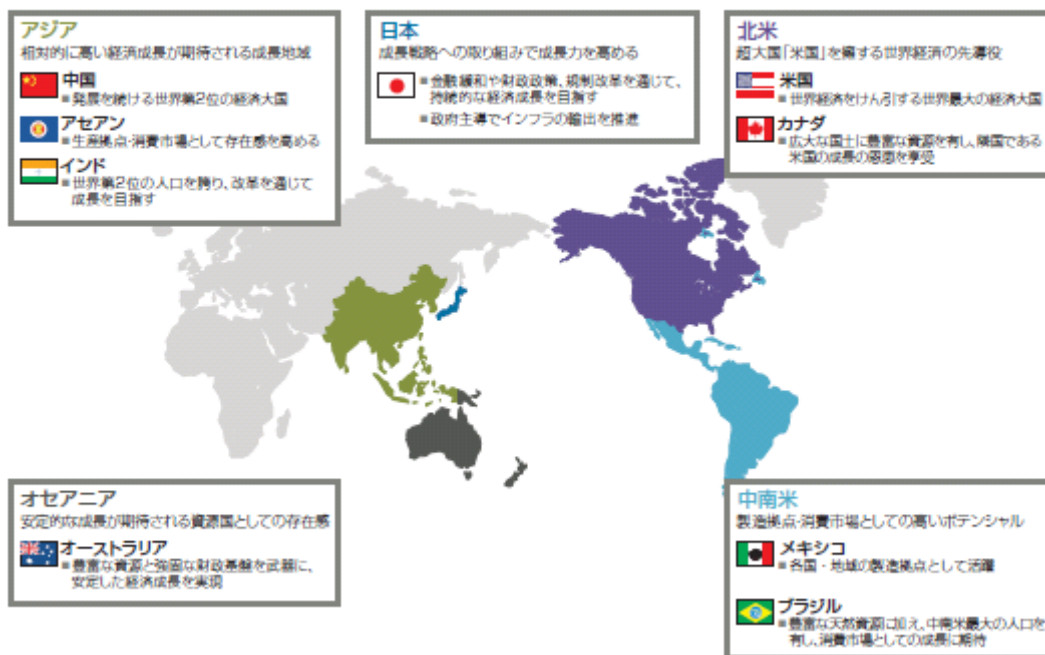 アジア
相対的に高い経済成長が期待される成長地域
中国
■発展を続ける世界第2位の経済大国
アセアン
■生産拠点・消費市場として存在感を高める
インド
■世界第2位の人口を誇り、改革を通じて
成長を目指す
日本
成長戦略への取り組みで成長力を高める
■金融緩和や財政政策、規制改革を通じて、
持続的な経済成長を目指す
■政府主導でインフラの輸出を推進
北米
超大国「米国」を擁する世界経済の先導役
米国
■世界経済をけん引する世界最大の経済大国
カナダ
■広大な国土に豊富な資源を有し、隣国である
米国の成長の恩恵を享受
オセアニア
安定的な成長が期待される資源国としての存在感
オーストラリア
■豊富な資源と強固な財政基盤を武器に、
安定した経済成長を実現
中南米
製造拠点・消費市場としての高いポテンシャル
メキシコ
■各国・地域の製造拠点として活躍
ブラジル
■豊富な天然資源に加え、中南米最大の人口を
有し、消費市場としての成長に期待